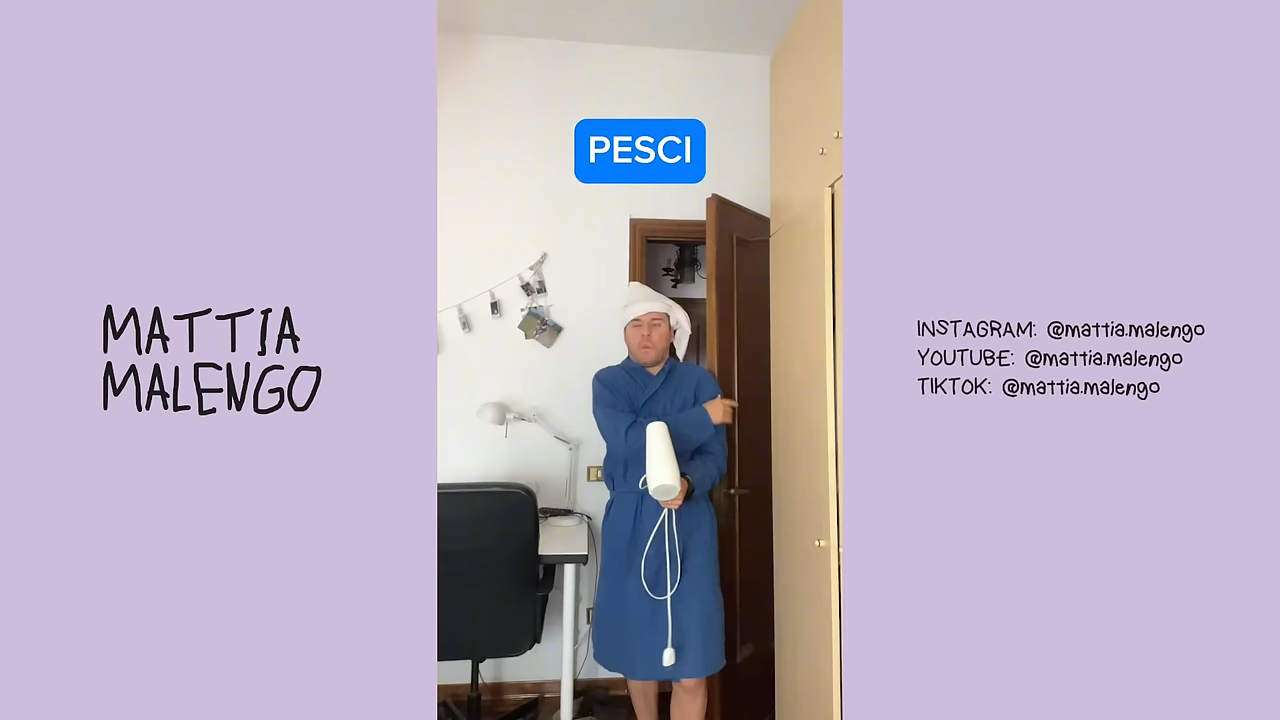 MATTIA
MALENGO
PESCI
INSTAGRAM: @mattia.malengo
YOUTUBE: @mattia.malengo
TIKTOK: @mattia.malengo